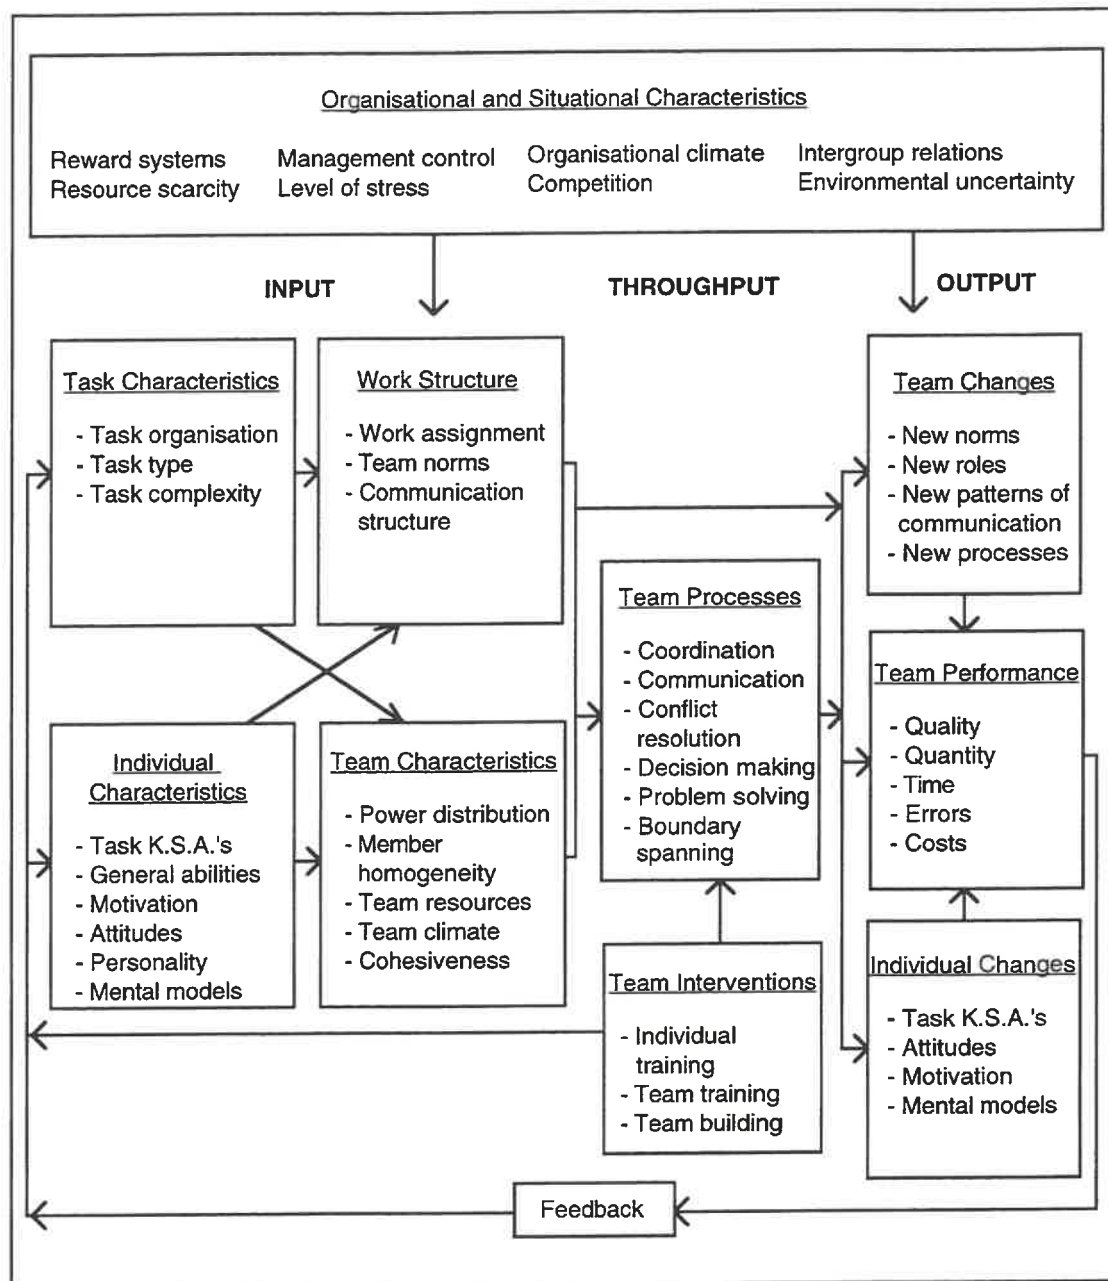 Organisational and Situational Characteristics
Reward systems
Resource scarcity
Management control
Level of stress
Organisational climate
Competition
Intergroup relations
Environmental uncertainty
INPUT
THROUGHPUT
OUTPUT
Task Characteristics
- Task organisation
- Task type
- Task complexity
Work Structure
- Work assignment
- Team norms
- Communication
structure
Individual
Characteristics
- Task K.S.A.'s
- General abilities
- Motivation
- Attitudes
- Personality
- Mental models
Team Characteristics
- Power distribution
- Member
homogeneity
- Team resources
- Team climate
- Cohesiveness
Team Processes
- Coordination
- Communication
- Conflict
resolution
- Decision making
- Problem solving
- Boundary
spanning
Team Interventions
- Individual
training
- Team training
- Team building
Team Changes
- New norms
- New roles
- New patterns of
communication
- New processes
Team Performance
- Quality
- Quantity
- Time
- Errors
- Costs
Individual Changes
- Task K.S.A.'s
- Attitudes
- Motivation
- Mental models
Feedback